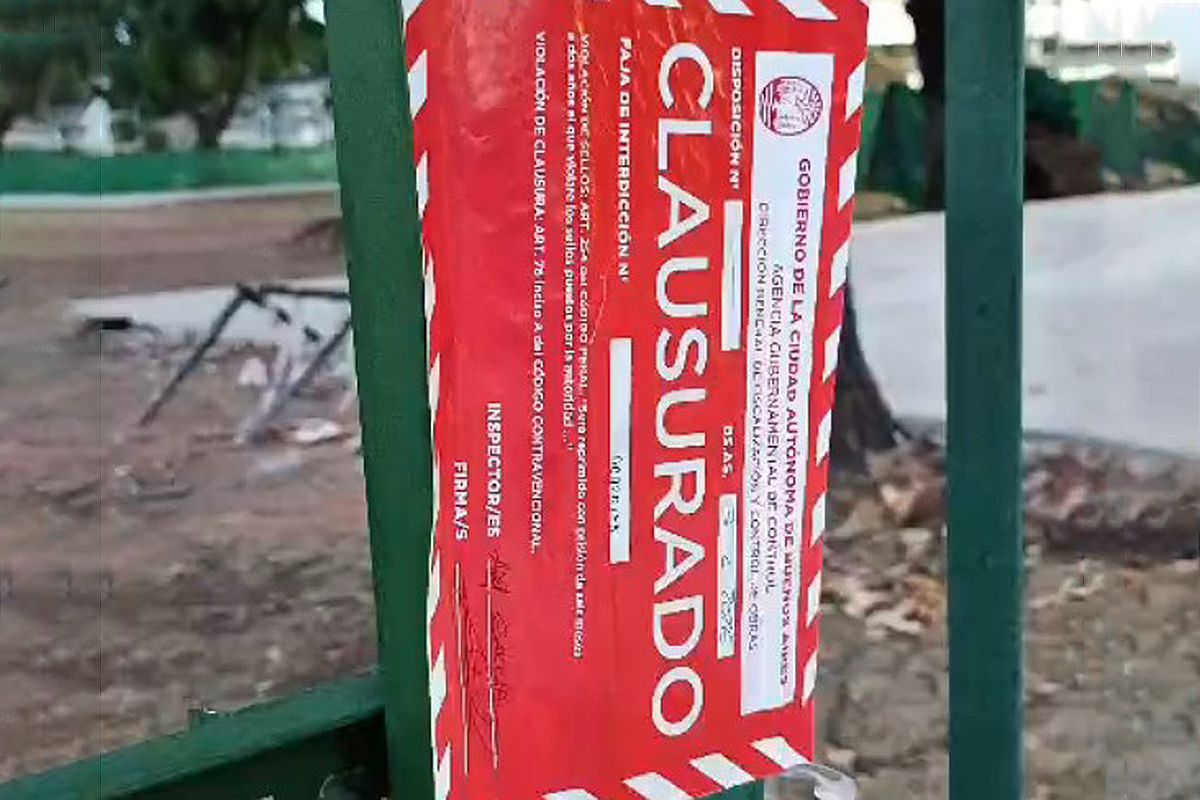 GOBIERNO DE LA CIUDAD AUTÓNOMA DE BUENOS AIRES
AGENCIA GUBERNAMENTAL DE CONTROL
DIRECCIÓN GENERAL DE FISCALIZACIÓN Y CONTROL DE OBRAS
DISPOSICIÓN N° BS.AS.
CLAUSURADO
FAJA DE INTERDICCIÓN N°
VIOLACIÓN DE SELLOS: ART. 254 del CÓDIGO PENAL. "Será reprimido con prisión de seis meses
a dos años el que violare los sellos puestos por la autoridad ..."
VIOLACIÓN DE CLAUSURA: ART. 78 inciso A del CÓDIGO CONTRAVENCIONAL.
INSPECTOR/ES
FIRMA/S